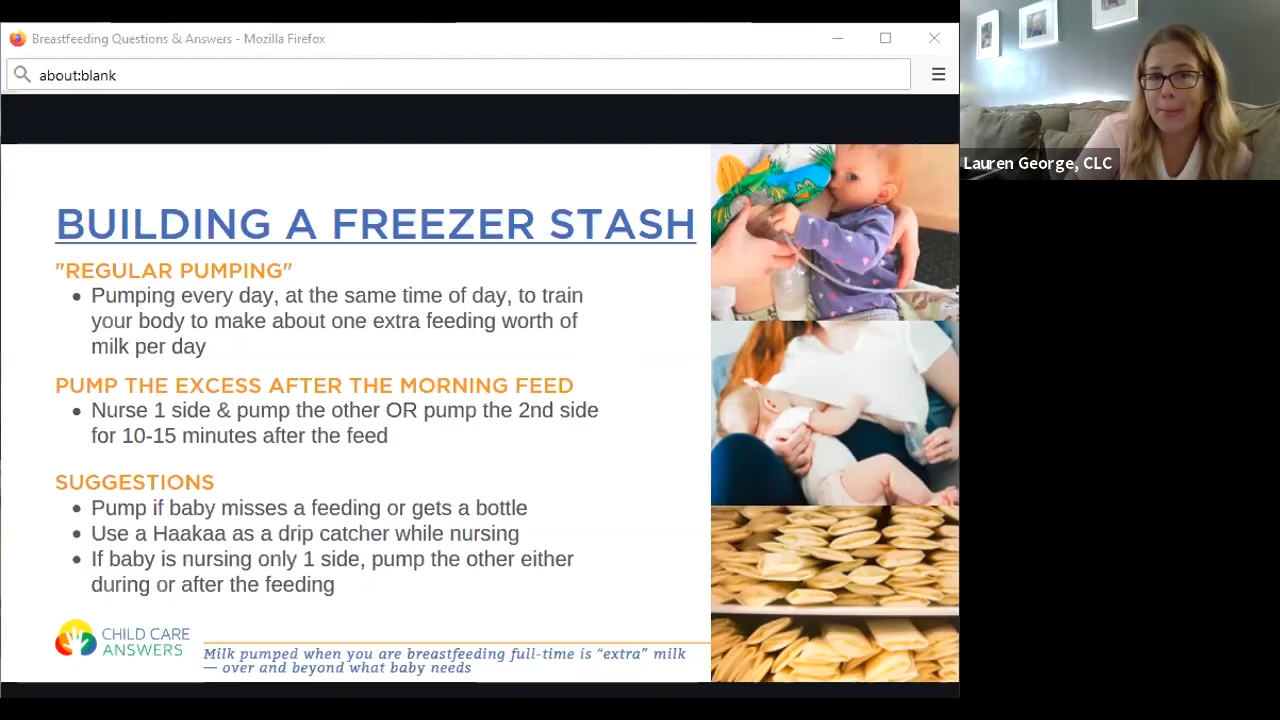 Breastfeeding Questions & Answers - Mozilla Firefox
about:blank
Lauren George, CLC
BUILDING A FREEZER STASH
"REGULAR PUMPING"
• Pumping every day, at the same time of day, to train
your body to make about one extra feeding worth of
milk per day
PUMP THE EXCESS AFTER THE MORNING FEED
• Nurse 1 side & pump the other OR pump the 2nd side
for 10-15 minutes after the feed
SUGGESTIONS
• Pump if baby misses a feeding or gets a bottle
• Use a Haakaa as a drip catcher while nursing
• If baby is nursing only 1 side, pump the other either
during or after the feeding
CHILD CARE
ANSWERS
Milk pumped when you are breastfeeding full-time is “extra” milk
— over and beyond what baby needs